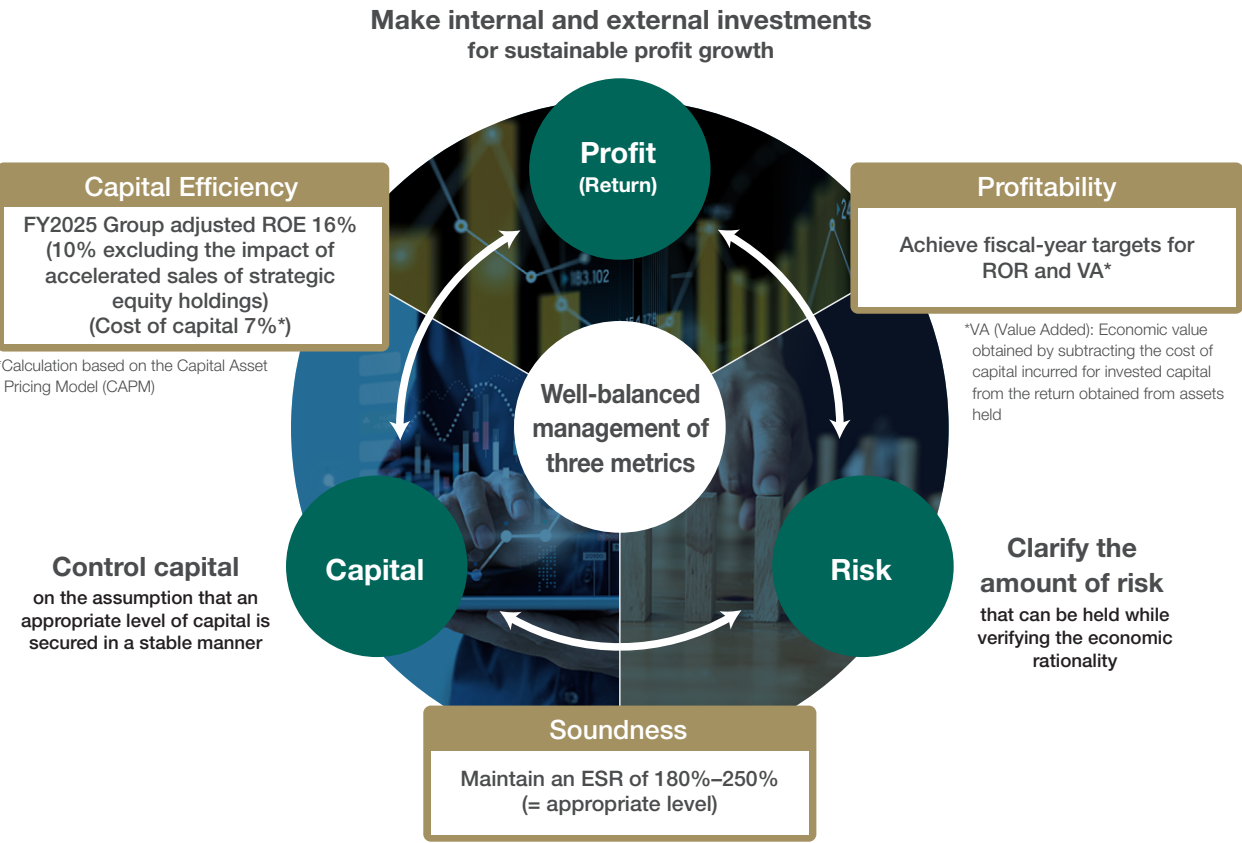 Make internal and external investments
for sustainable profit growth
Profit
(Return)
Capital Efficiency
FY2025 Group adjusted ROE 16%
(10% excluding the impact of
accelerated sales of strategic
equity holdings)
(Cost of capital 7%*)
*Calculation based on the Capital Asset
Pricing Model (CAPM)
Profitability
Achieve fiscal-year targets for
ROR and VA*
*VA (Value Added): Economic value
obtained by subtracting the cost of
capital incurred for invested capital
from the return obtained from assets
held
183.102
Well-balanced
management of
three metrics
Control capital
on the assumption that an
appropriate level of capital is
secured in a stable manner
Capital
Risk
Clarify the
amount of risk
that can be held while
verifying the economic
rationality
Soundness
Maintain an ESR of 180%–250%
(= appropriate level)